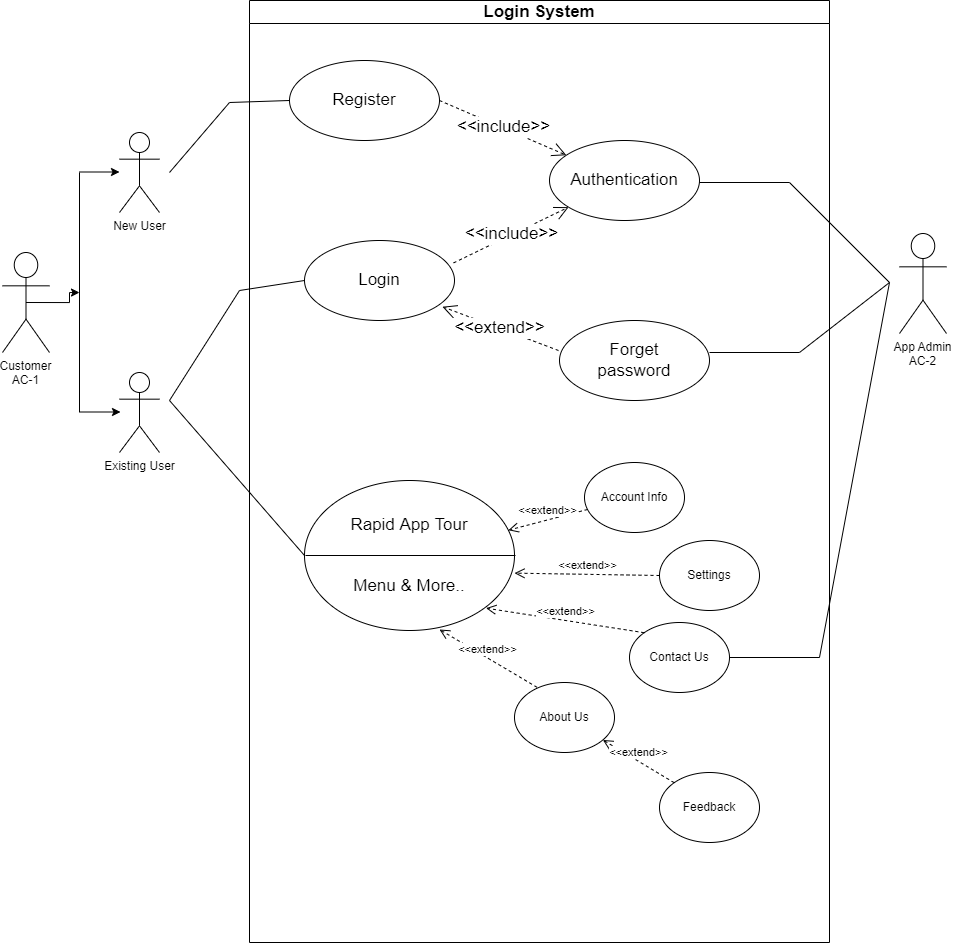 Login System
Register
<<include>>
Authentication
New User
<<include>>
Login
Customer
AC-1
<<extend>>
App Admin
AC-2
Forget
password
Existing User
Account Info
<<extend>>
Rapid App Tour
<<extend>>
Settings
Menu & More..
<<extend>>
Contact Us
<<extend>>
About Us
<<extend>>
Feedback